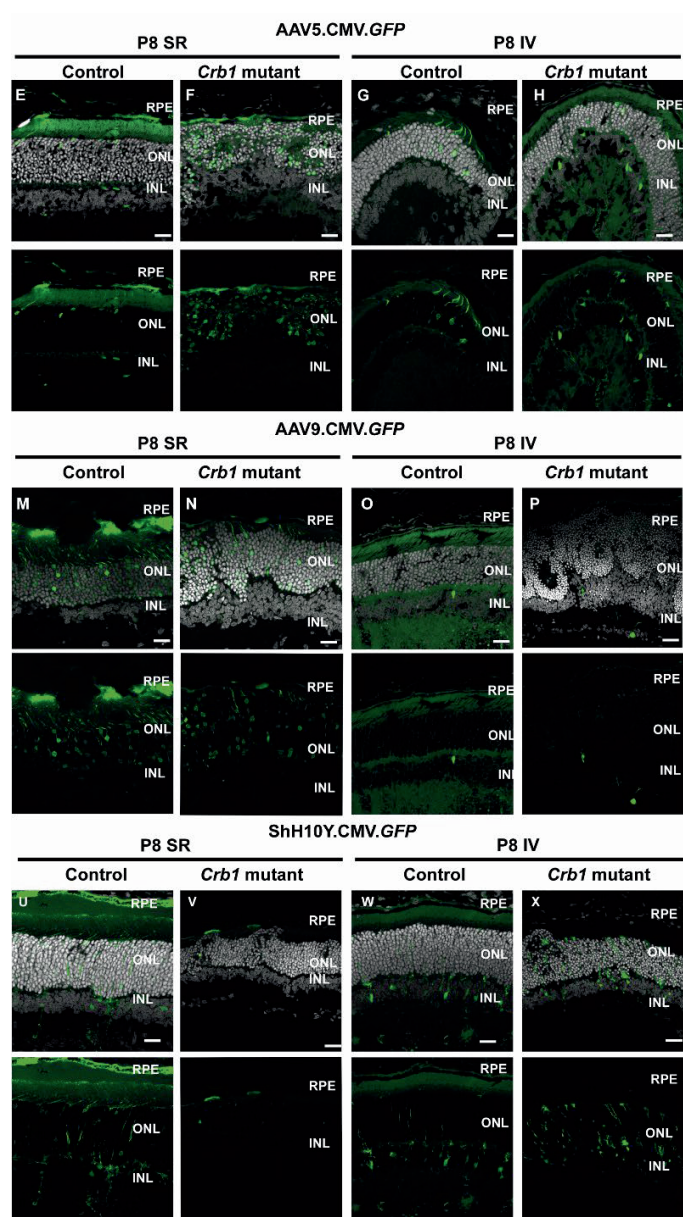 AAV5.CMV.GFP
P8 SR P8 IV
Control Crb1 mutant Control Crb1 mutant
E RPE F RPE G RPE H RPE
ONL ONL ONL ONL
INL INL INL INL
RPE RPE RPE RPE
ONL ONL ONL ONL
INL INL INL INL
AAV9.CMV.GFP
P8 SR P8 IV
Control Crb1 mutant Control Crb1 mutant
M RPE N RPE O RPE P RPE
ONL ONL ONL ONL
INL INL INL INL
RPE RPE RPE RPE
ONL ONL ONL ONL
INL INL INI INL
ShH10Y.CMV.GFP
P8 SR P8 IV
Control Crb1 mutant Control Crb1 mutant
U RPE V RPE W RPE X RPE
ONL ONL ONL ONL
INL INL INL INL
RPE RPE RPE RPE
ONL INL ONL ONL
INL INL INL